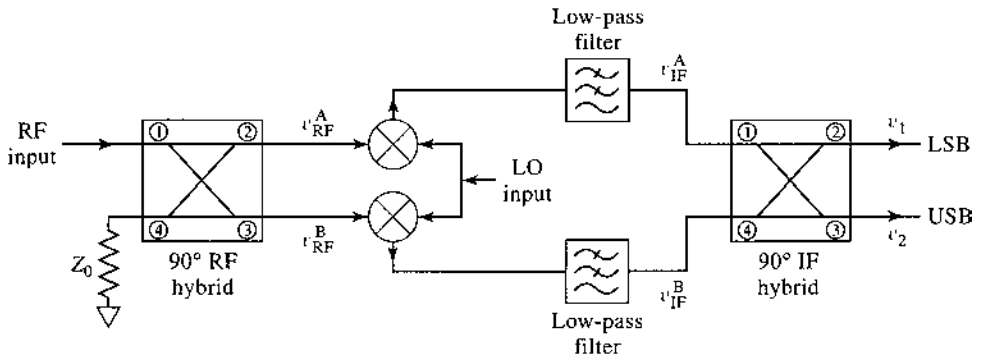 Low-pass
filter
v_IF^A
RF
input
① ②
④ ③
v_RF^A
v_RF^B
LO
input
① ②
④ ③
v_1
LSB
USB
v_2
Z_0
90° RF
hybrid
90° IF
hybrid
v_IF^B
Low-pass
filter